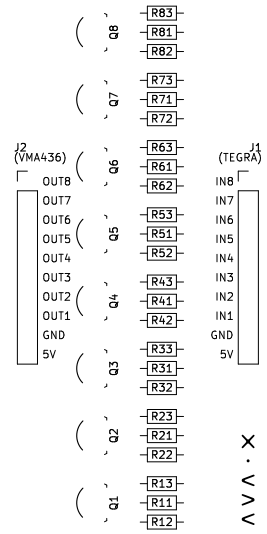 Q8
R83
R81
R82
Q7
R73
R71
R72
J2
(VMA436)
J1
(TEGRA)
Q6
R63
R61
R62
OUT8
OUT7
OUT6
OUT5
OUT4
OUT3
OUT2
OUT1
GND
5V
IN8
IN7
IN6
IN5
IN4
IN3
IN2
IN1
GND
5V
Q5
R53
R51
R52
Q4
R43
R41
R42
Q3
R33
R31
R32
Q2
R23
R21
R22
Q1
R13
R11
R12